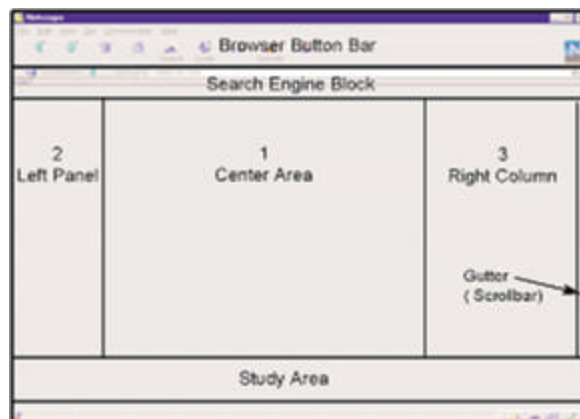 Netscape
Browser Button Bar
Search Engine Block
2
Left Panel
1
Center Area
3
Right Column
Gutter
( Scrollbar)
Study Area